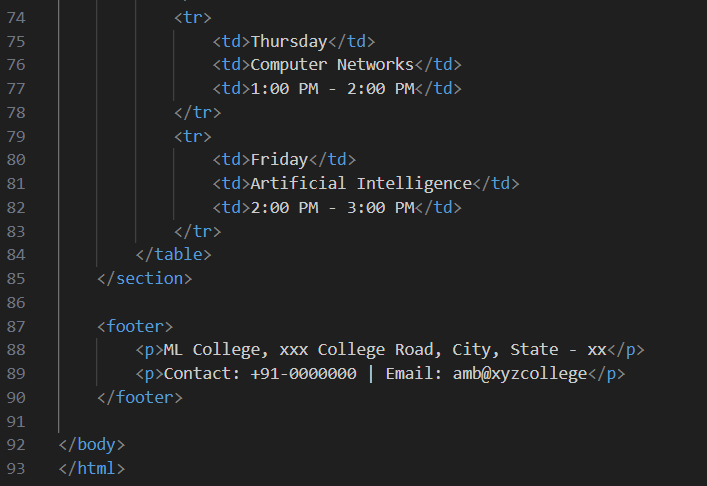 74 <tr>
75 <td>Thursday</td>
76 <td>Computer Networks</td>
77 <td>1:00 PM - 2:00 PM</td>
78 </tr>
79 <tr>
80 <td>Friday</td>
81 <td>Artificial Intelligence</td>
82 <td>2:00 PM - 3:00 PM</td>
83 </tr>
84 </table>
85 </section>
86
87 <footer>
88 <p>ML College, xxx College Road, City, State - xx</p>
89 <p>Contact: +91-0000000 | Email: amb@xyzcollege</p>
90 </footer>
91
92 </body>
93 </html>